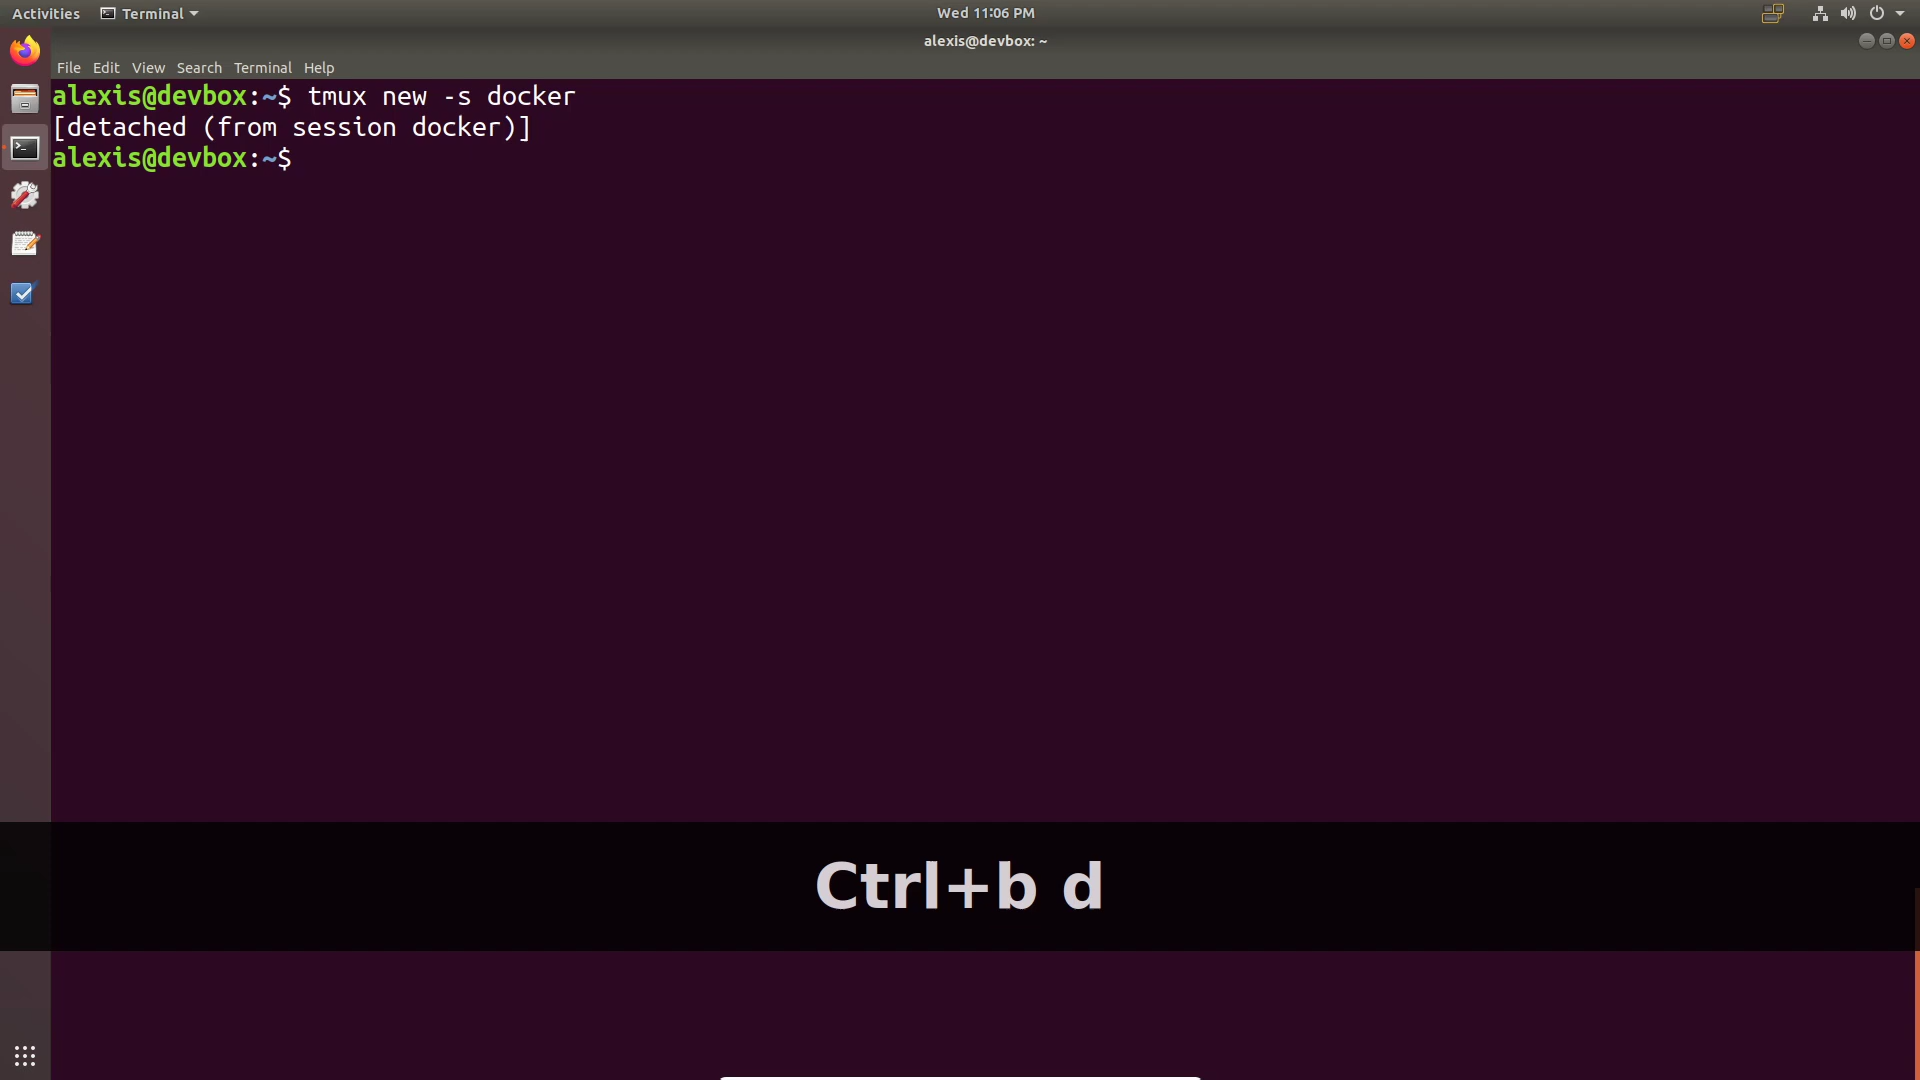 Activities Terminal Wed 11:06 PM
alexis@devbox: ~
File Edit View Search Terminal Help
alexis@devbox:~$ tmux new -s docker
[detached (from session docker)]
alexis@devbox:~$
Ctrl+b d